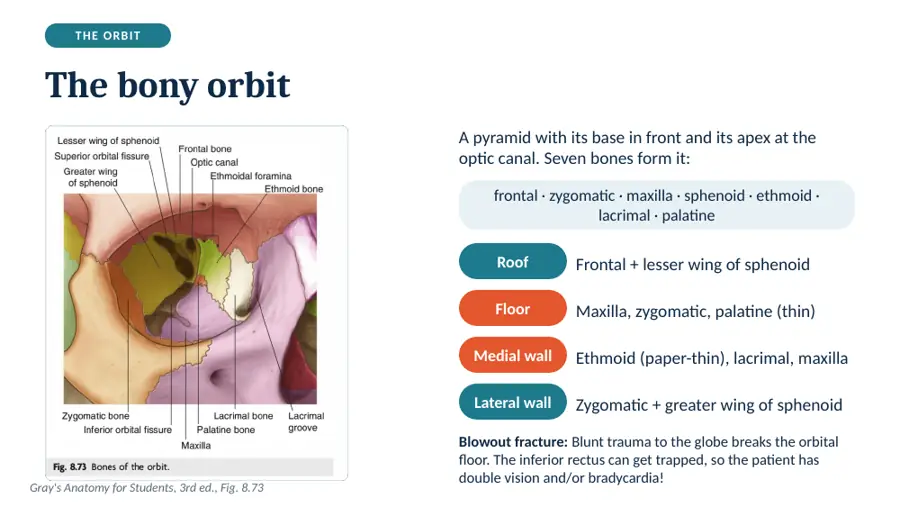 THE ORBIT
The bony orbit
Lesser wing of sphenoid
Superior orbital fissure
Greater wing
of sphenoid
Frontal bone
Optic canal
Ethmoidal foramina
Ethmoid bone
Zygomatic bone
Inferior orbital fissure
Maxilla
Palatine bone
Lacrimal bone
Lacrimal
groove
Fig. 8.73 Bones of the orbit.
Gray's Anatomy for Students, 3rd ed., Fig. 8.73
A pyramid with its base in front and its apex at the
optic canal. Seven bones form it:
frontal · zygomatic · maxilla · sphenoid · ethmoid ·
lacrimal · palatine
Roof Frontal + lesser wing of sphenoid
Floor Maxilla, zygomatic, palatine (thin)
Medial wall Ethmoid (paper-thin), lacrimal, maxilla
Lateral wall Zygomatic + greater wing of sphenoid
Blowout fracture: Blunt trauma to the globe breaks the orbital
floor. The inferior rectus can get trapped, so the patient has
double vision and/or bradycardia!